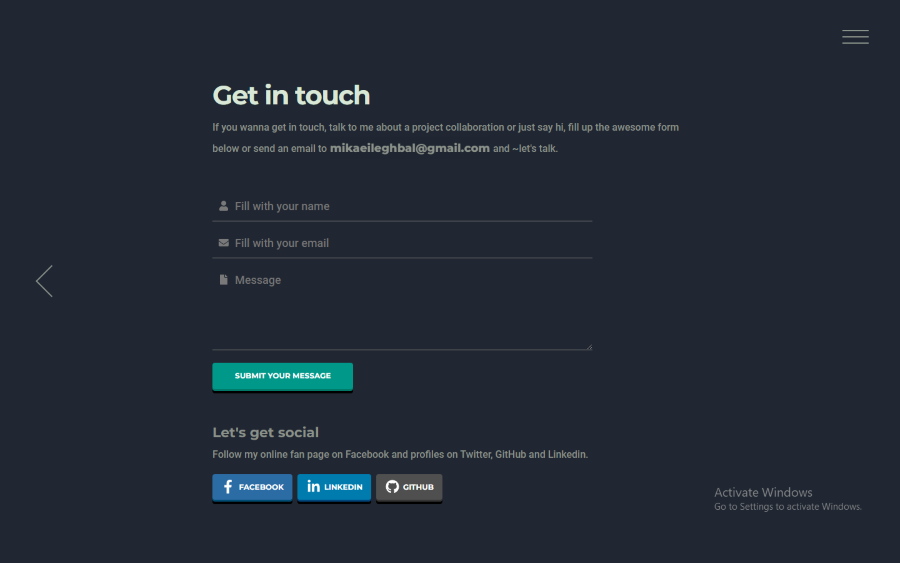 Get in touch
If you wanna get in touch, talk to me about a project collaboration or just say hi, fill up the awesome form
below or send an email to mikaeileghbal@gmail.com and ~let's talk.
Fill with your name
Fill with your email
Message
SUBMIT YOUR MESSAGE
Let's get social
Follow my online fan page on Facebook and profiles on Twitter, GitHub and Linkedin.
FACEBOOK LINKEDIN GITHUB
Activate Windows
Go to Settings to activate Windows.